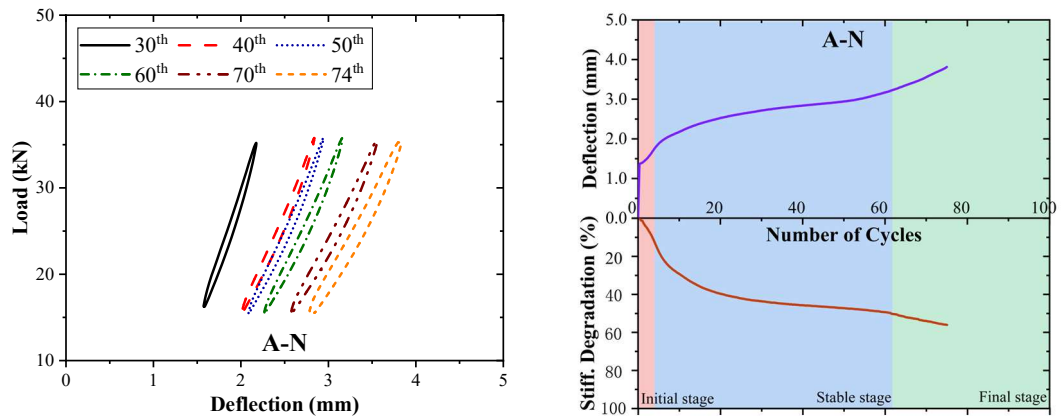 30th 40th 50th
60th 70th 74th
50
40
30
20
10
Load (kN)
A-N
0 1 2 3 4 5
Deflection (mm)
A-N
5.0
4.0
3.0
2.0
1.0
Deflection (mm)
0 20 40 60 80 100
0.0
Number of Cycles
20
40
60
80
100
Stiff. Degradation (%)
Initial stage Stable stage Final stage